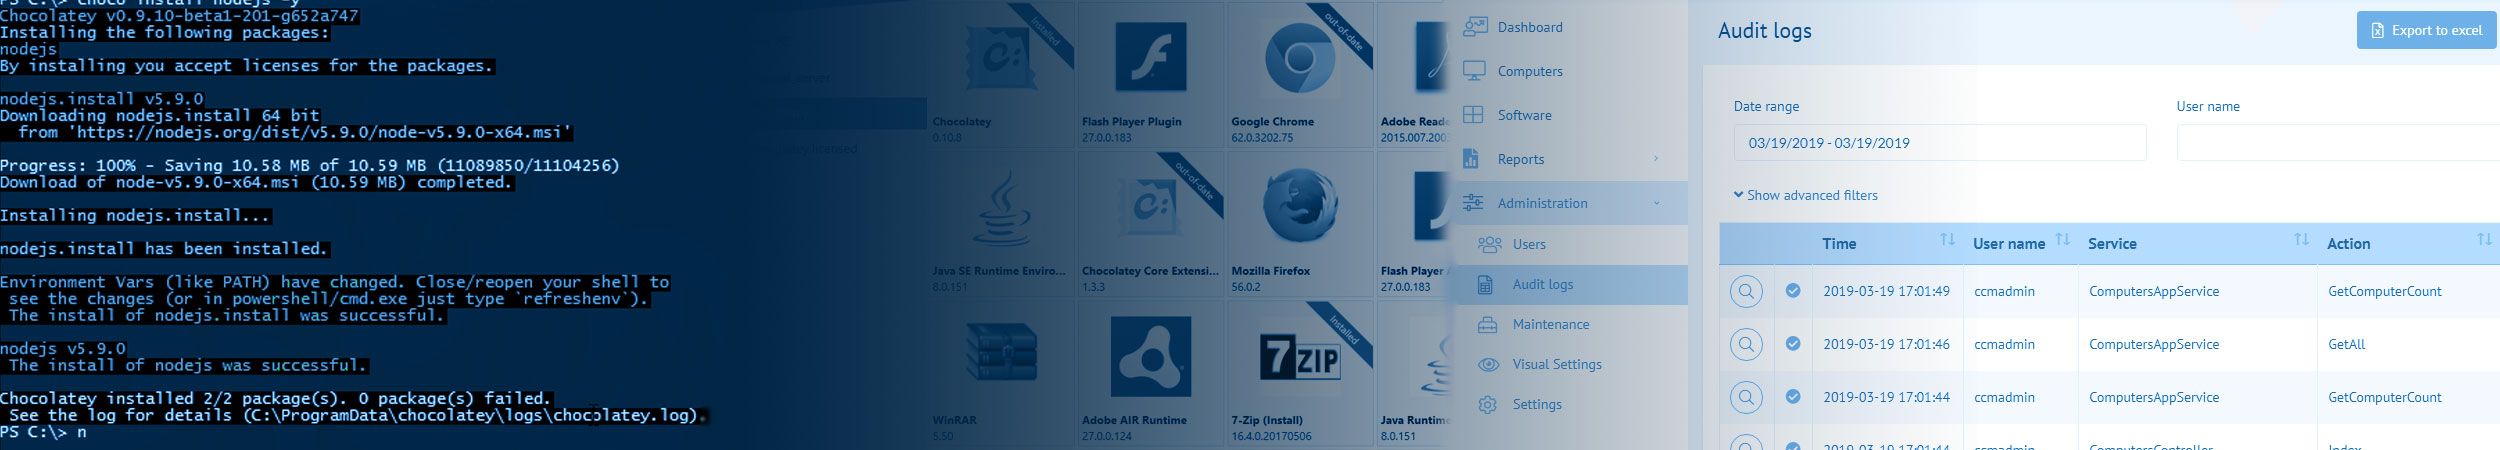 PS C:\> choco install nodejs -y
Chocolatey v0.9.10-beta1-201-g652a747
Installing the following packages:
nodejs
By installing you accept licenses for the packages.
nodejs.install v5.9.0
Downloading nodejs.install 64 bit
from 'https://nodejs.org/dist/v5.9.0/node-v5.9.0-x64.msi'
Progress: 100% - Saving 10.58 MB of 10.59 MB (11089850/11104256)
Download of node-v5.9.0-x64.msi (10.59 MB) completed.
Installing nodejs.install...
nodejs.install has been installed.
Environment Vars (like PATH) have changed. Close/reopen your shell to
see the changes (or in powershell/cmd.exe just type `refreshenv`).
The install of nodejs.install was successful.
nodejs v5.9.0
The install of nodejs was successful.
Chocolatey installed 2/2 package(s). 0 package(s) failed.
See the log for details (C:\ProgramData\chocolatey\logs\chocolatey.log).
PS C:\> n
server
licensed
Installed
out-of-date
Chocolatey
0.10.8
Flash Player Plugin
27.0.0.183
Google Chrome
62.0.3202.75
Adobe Reade
2015.007.200
out-of-date
Java SE Runtime Enviro...
8.0.151
Chocolatey Core Extensi...
1.3.3
Mozilla Firefox
56.0.2
Flash Player
27.0.0.183
Installed
7ZIP
WinRAR
5.50
Adobe AIR Runtime
27.0.0.124
7-Zip (Install)
16.4.0.20170506
Java Runtime
8.0.151
Dashboard
Computers
Software
Reports
Administration
Users
Audit logs
Maintenance
Visual Settings
Settings
Audit logs
Export to excel
Date range
User name
03/19/2019 - 03/19/2019
Show advanced filters
Time User name Service Action
2019-03-19 17:01:49 ccmadmin ComputersAppService GetComputerCount
2019-03-19 17:01:46 ccmadmin ComputersAppService GetAll
2019-03-19 17:01:44 ccmadmin ComputersAppService GetComputerCount
2019-03-19 17:01:44 ccmadmin ComputersController Index